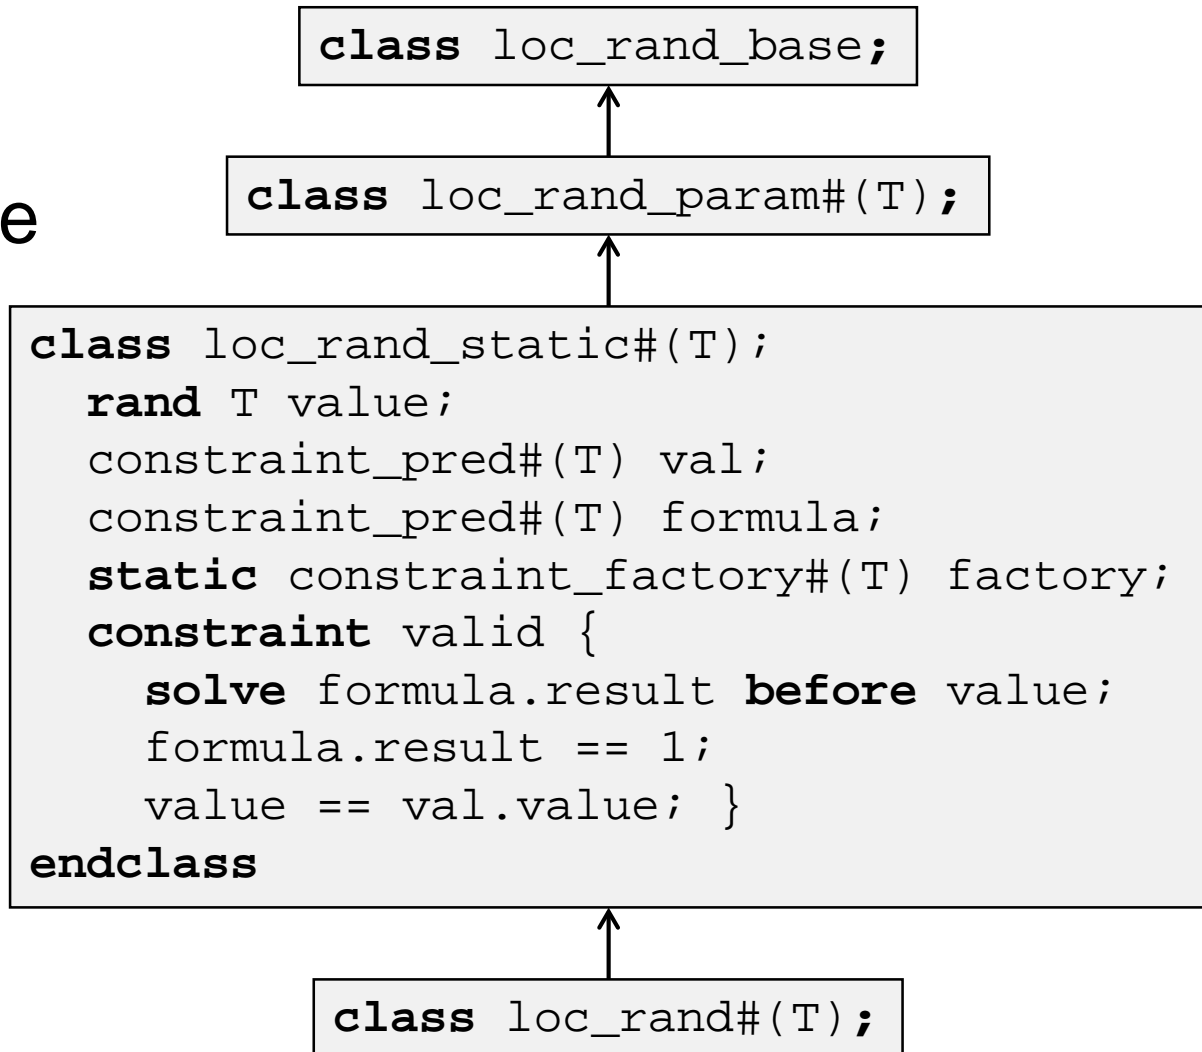 class loc_rand_base;
class loc_rand_param#(T);
e
class loc_rand_static#(T);
  rand T value;
  constraint_pred#(T) val;
  constraint_pred#(T) formula;
  static constraint_factory#(T) factory;
  constraint valid {
    solve formula.result before value;
    formula.result == 1;
    value == val.value; }
endclass
class loc_rand#(T);